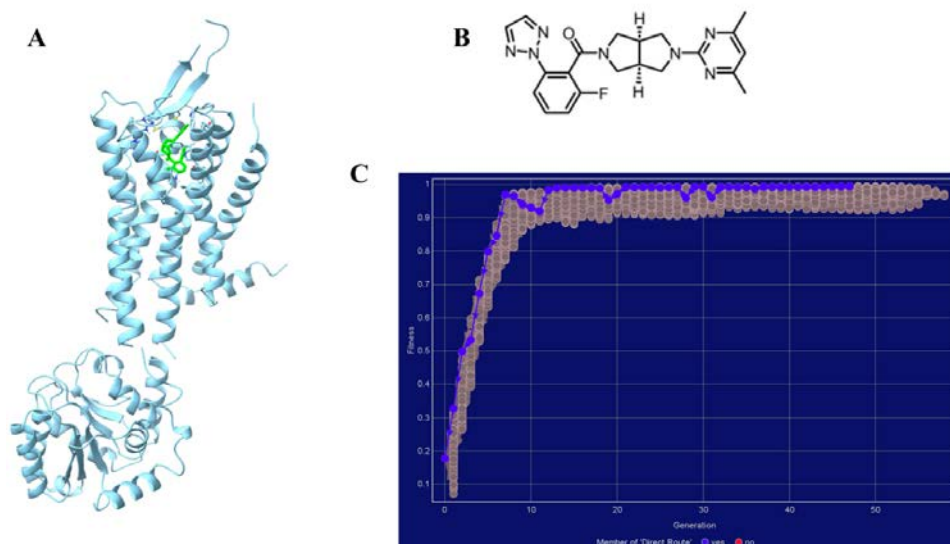 A
B
N
N
N
O
N
H
H
N
N
N
F
C
1
0.9
0.8
0.7
0.6
0.5
0.4
0.3
0.2
0.1
Fitness
0 10 20 30 40 50
Generation
Member of 'Direct Route' yes no